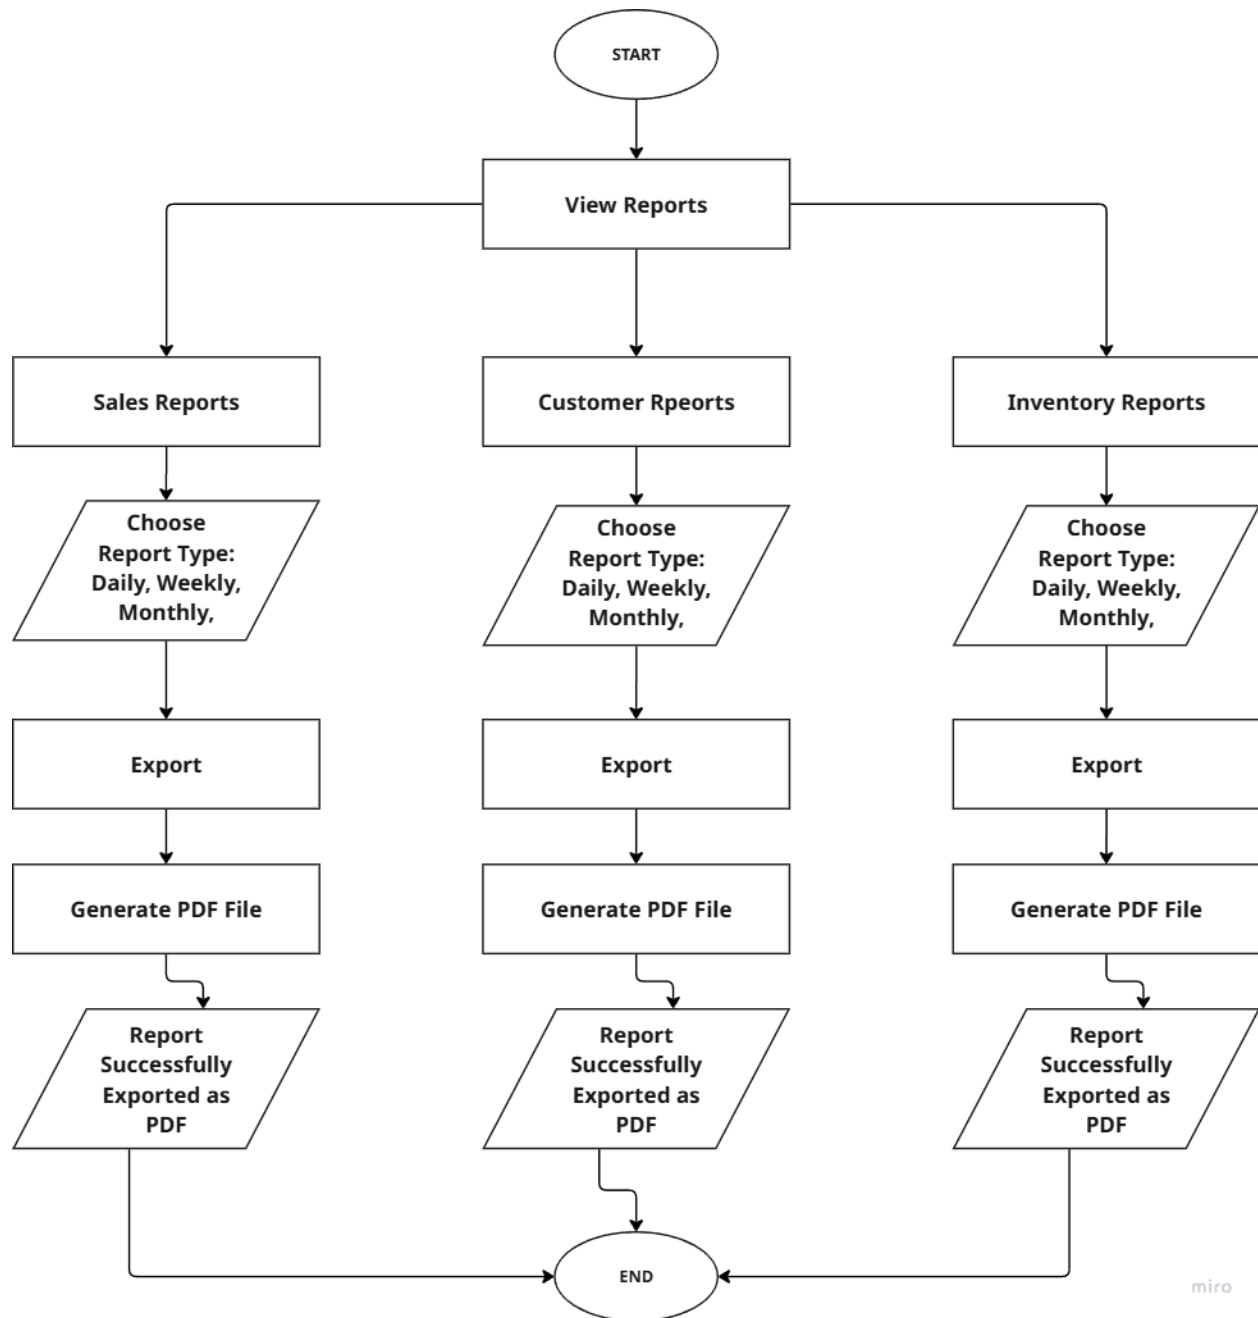 START
View Reports
Sales Reports
Customer Rpeorts
Inventory Reports
Choose
Report Type:
Daily, Weekly,
Monthly,
Choose
Report Type:
Daily, Weekly,
Monthly,
Choose
Report Type:
Daily, Weekly,
Monthly,
Export
Export
Export
Generate PDF File
Generate PDF File
Generate PDF File
Report
Successfully
Exported as
PDF
Report
Successfully
Exported as
PDF
Report
Successfully
Exported as
PDF
END
miro